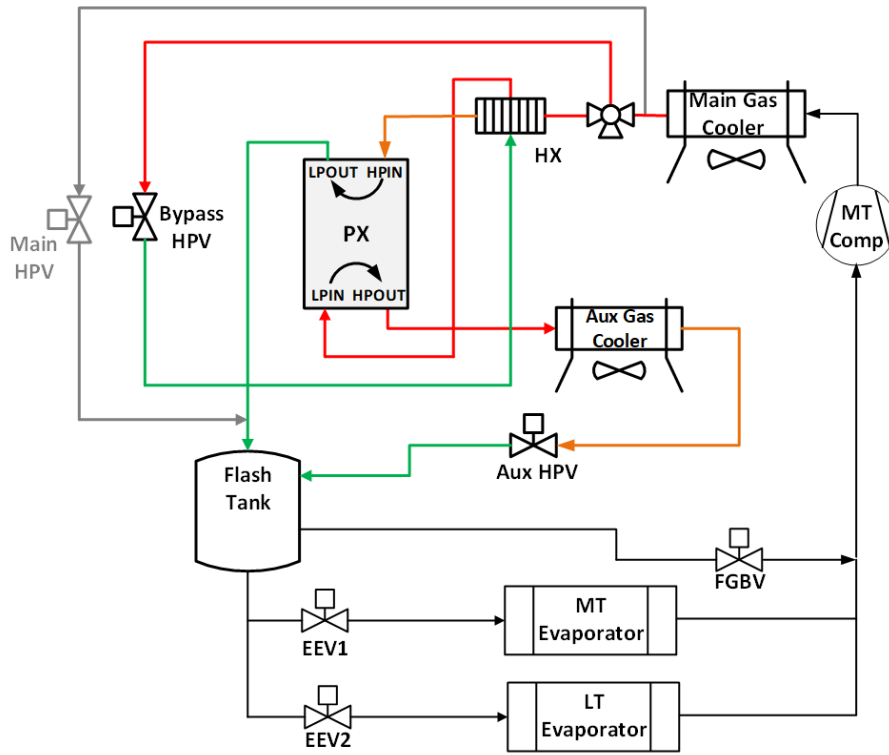 Main Gas
Cooler
HX
LPOUT HPIN
Bypass
HPV
MT
Comp
Main
HPV
PX
LPIN HPOUT
Aux Gas
Cooler
Flash
Tank
Aux HPV
FGBV
MT
Evaporator
EEV1
LT
Evaporator
EEV2